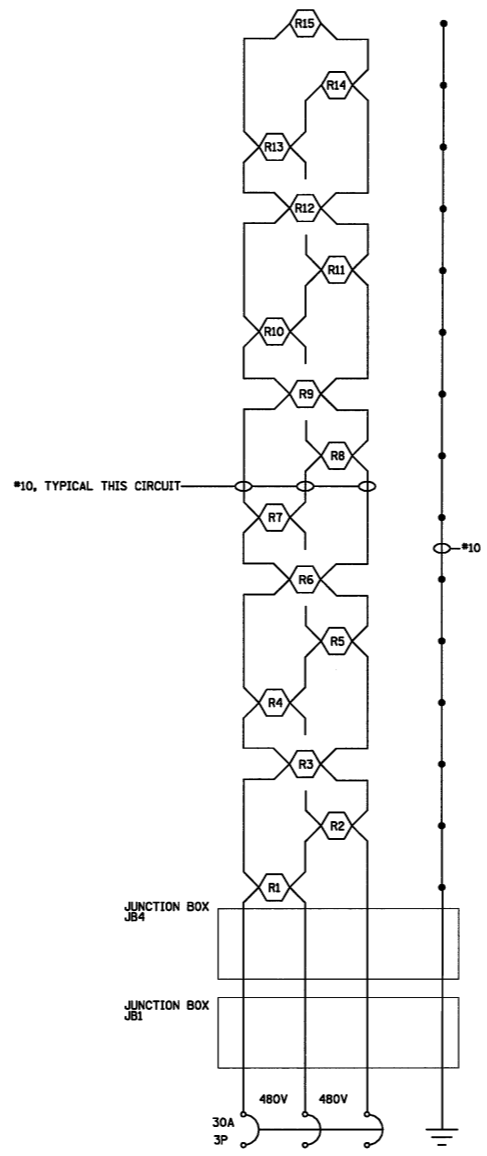 R15
R14
R13
R12
R11
R10
R9
R8
*10, TYPICAL THIS CIRCUIT
R7
*10
R6
R5
R4
R3
R2
R1
JUNCTION BOX
JB4
JUNCTION BOX
JB1
480V 480V
30A
3P